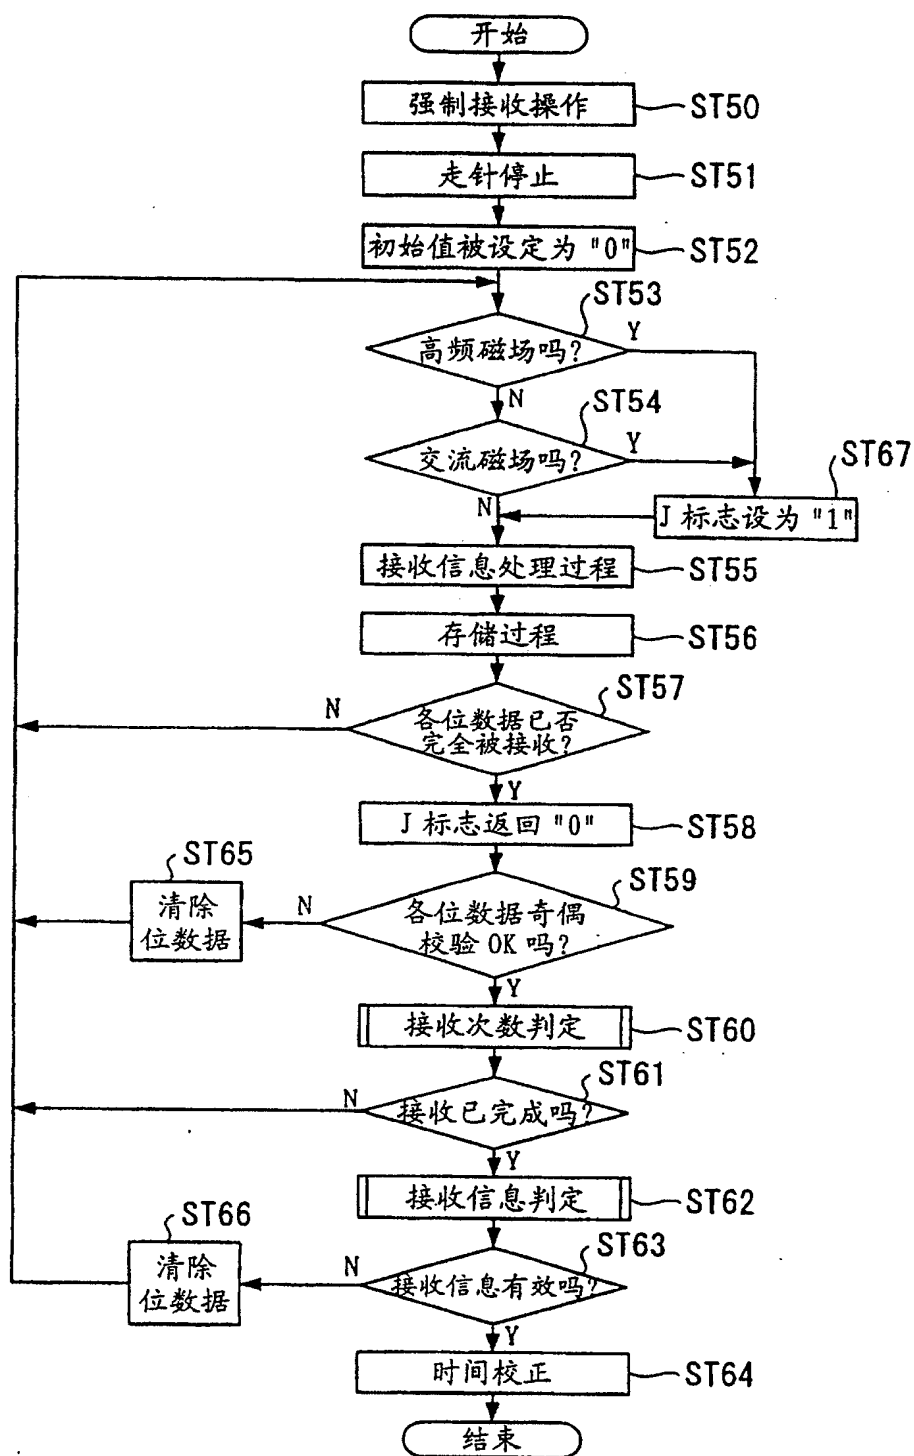 开始
强制接收操作
ST50
走针停止
ST51
初始值被设定为 "0"
ST52
ST53
高频磁场吗?
Y
N
ST54
交流磁场吗?
Y
N
ST67
J 标志设为 "1"
接收信息处理过程
ST55
存储过程
ST56
ST57
各位数据已否
完全被接收?
N
Y
J 标志返回 "0"
ST58
ST65
清除
位数据
ST59
各位数据奇偶
校验 OK 吗?
N
Y
接收次数判定
ST60
ST61
接收已完成吗?
N
Y
接收信息判定
ST62
ST66
清除
位数据
ST63
接收信息有效吗?
N
Y
时间校正
ST64
结束